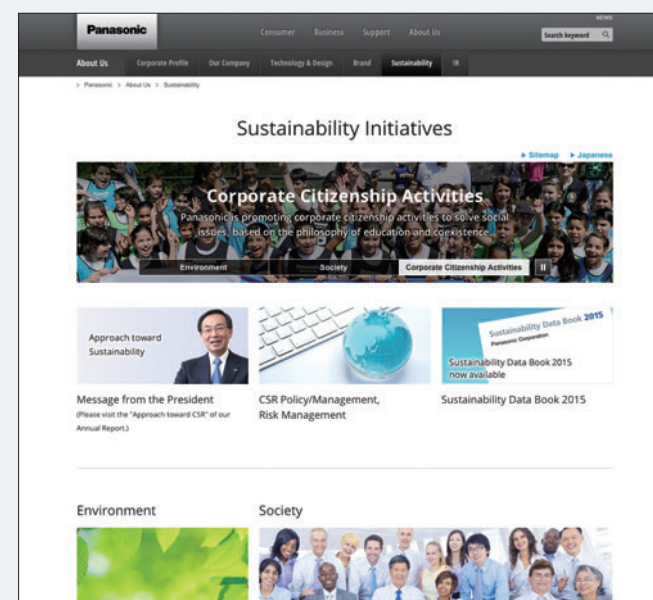 NEWS
Panasonic
Consumer Business Support About Us
Search keyword
About Us Corporate Profile Our Company Technology & Design Brand Sustainability IR
> Panasonic > About Us > Sustainability
Sustainability Initiatives
Sitemap Japanese
Corporate Citizenship Activities
Panasonic is promoting corporate citizenship activities to solve social
issues, based on the philosophy of education and coexistence.
Environment Society Corporate Citizenship Activities
Approach toward
Sustainability
Sustainability Data Book 2015
Panasonic Corporation
Sustainability Data Book 2015
now available
Message from the President
(Please visit the "Approach toward CSR" of our
Annual Report.)
CSR Policy/Management,
Risk Management
Sustainability Data Book 2015
Environment
Society